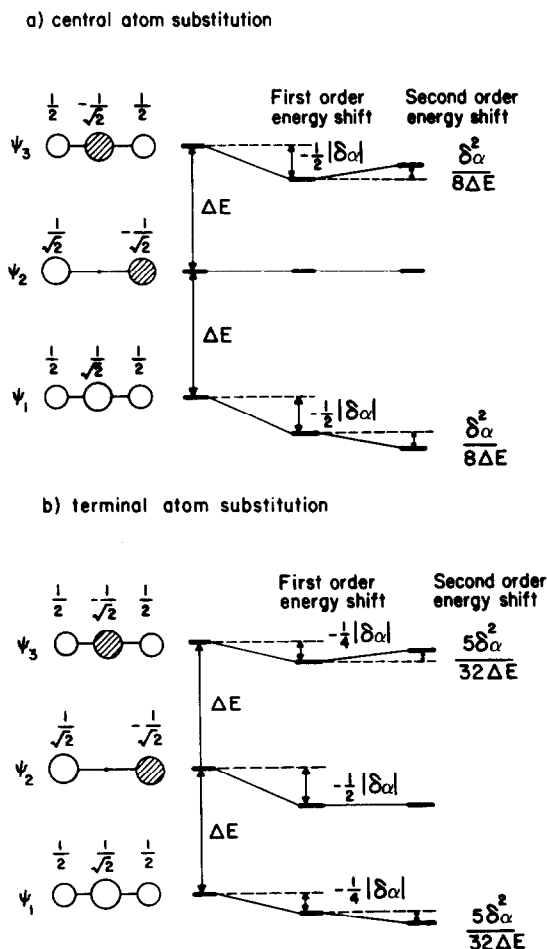 a) central atom substitution
First order energy shift
Second order energy shift
1/2 -1/√2 1/2
ψ3
-1/2|δα|
δ²α/8ΔE
ΔE
1/√2 -1/√2
ψ2
ΔE
1/2 1/√2 1/2
ψ1
-1/2|δα|
δ²α/8ΔE
b) terminal atom substitution
First order energy shift
Second order energy shift
1/2 -1/√2 1/2
ψ3
-1/4|δα|
5δ²α/32ΔE
ΔE
1/√2 -1/√2
ψ2
-1/2|δα|
ΔE
1/2 1/√2 1/2
ψ1
-1/4|δα|
5δ²α/32ΔE